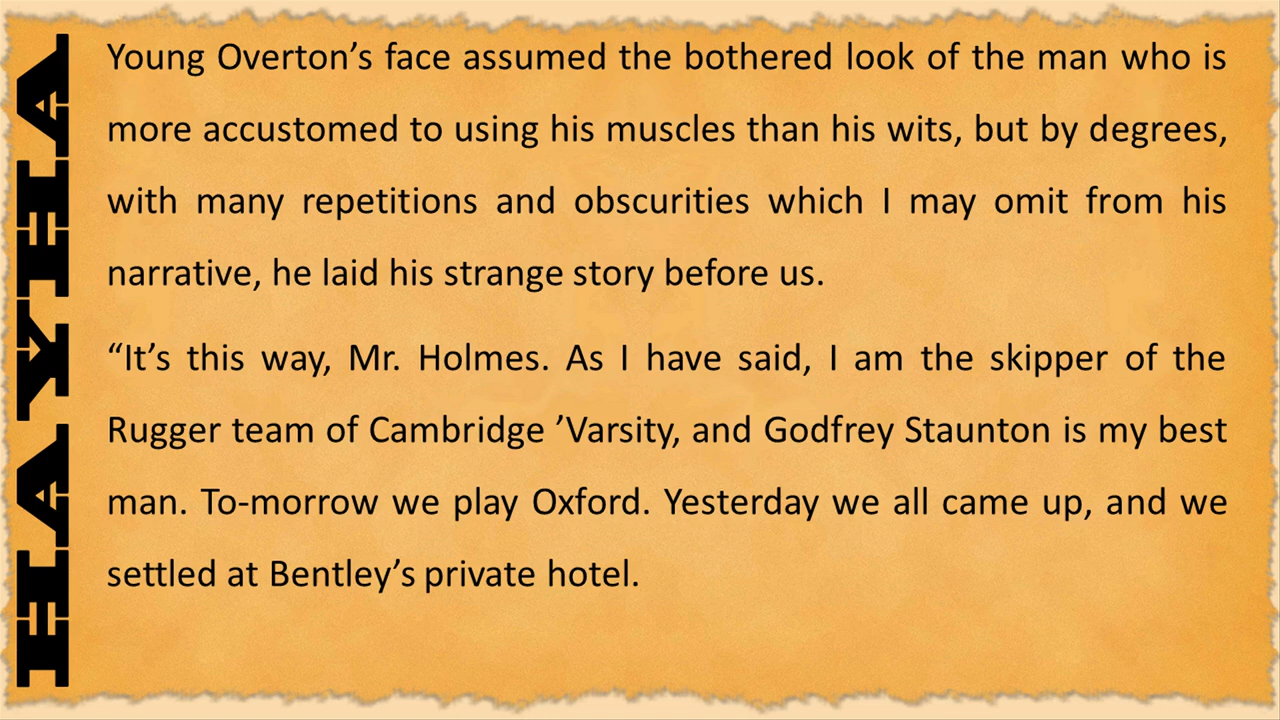 HAYHA
Young Overton’s face assumed the bothered look of the man who is
more accustomed to using his muscles than his wits, but by degrees,
with many repetitions and obscurities which I may omit from his
narrative, he laid his strange story before us.
“It’s this way, Mr. Holmes. As I have said, I am the skipper of the
Rugger team of Cambridge ’Varsity, and Godfrey Staunton is my best
man. To-morrow we play Oxford. Yesterday we all came up, and we
settled at Bentley’s private hotel.